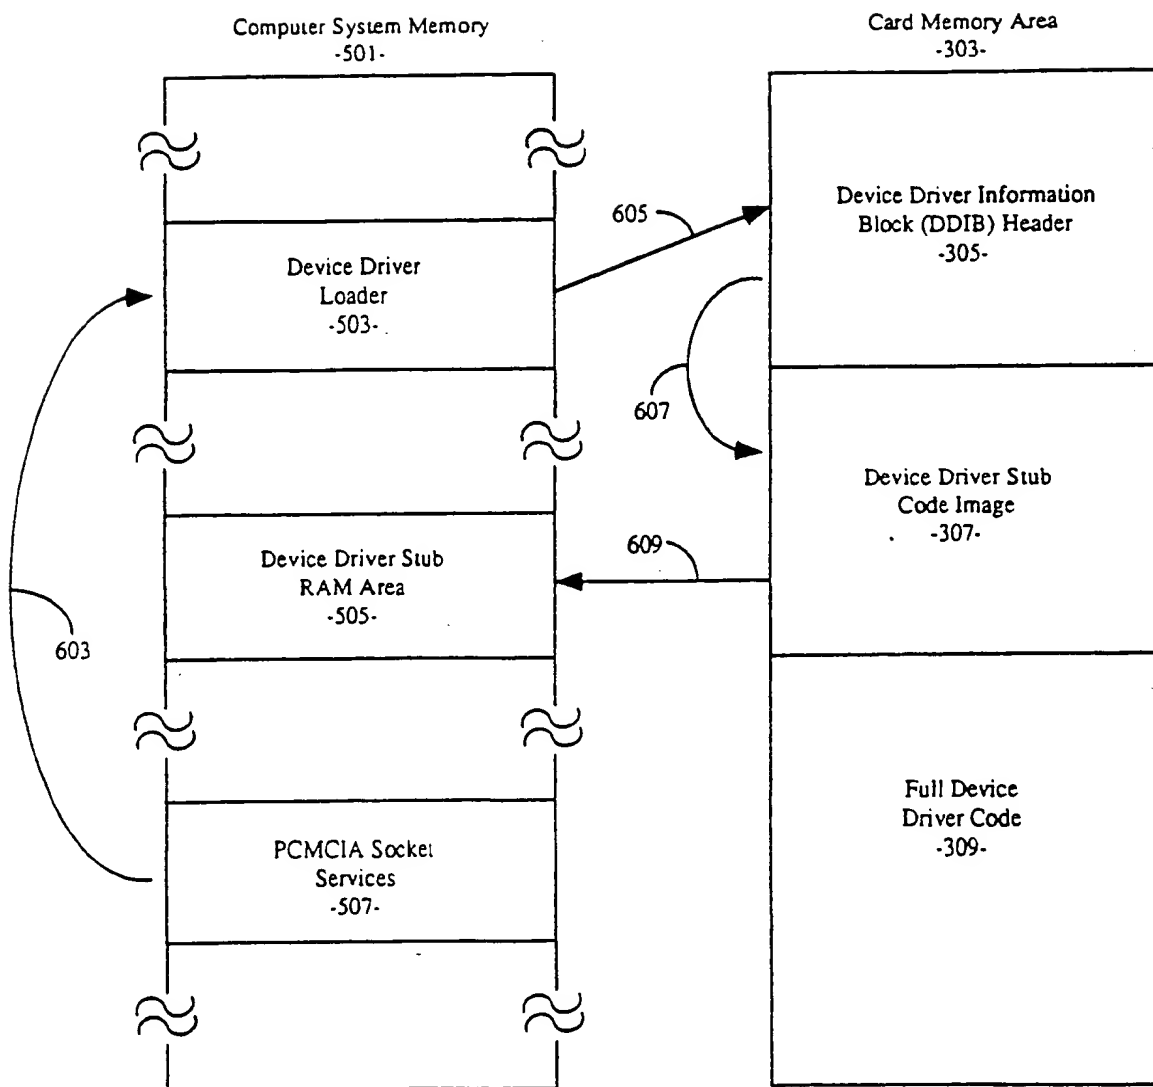 Computer System Memory
-501-
Card Memory Area
-303-
Device Driver Information
Block (DDIB) Header
-305-
605
Device Driver
Loader
-503-
607
Device Driver Stub
Code Image
-307-
609
Device Driver Stub
RAM Area
-505-
603
Full Device
Driver Code
-309-
PCMCIA Socket
Services
-507-